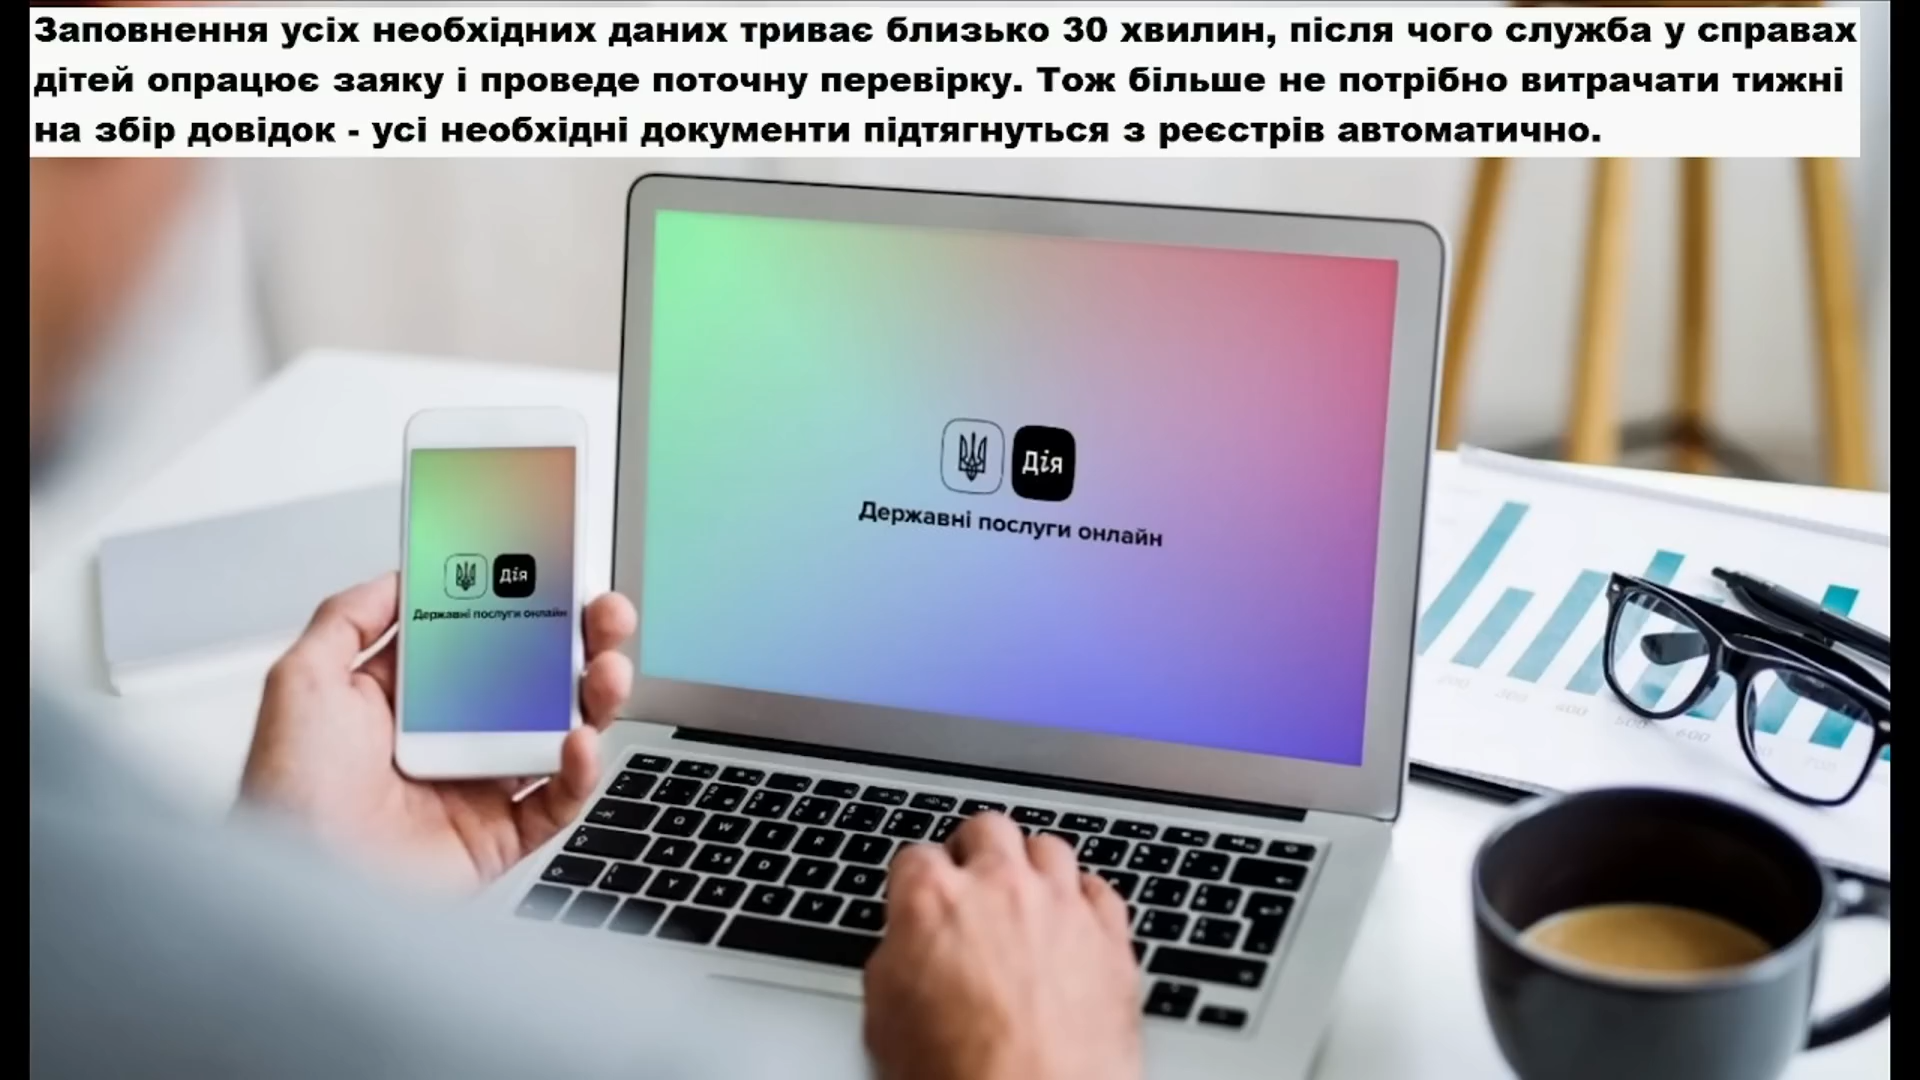 Заповнення усіх необхідних даних триває близько 30 хвилин, після чого служба у справах
дітей опрацює заяку і проведе поточну перевірку. Тож більше не потрібно витрачати тижні
на збір довідок - усі необхідні документи підтягнуться з реєстрів автоматично.
Дія
Державні послуги онлайн
Дія
Державні послуги онлайн